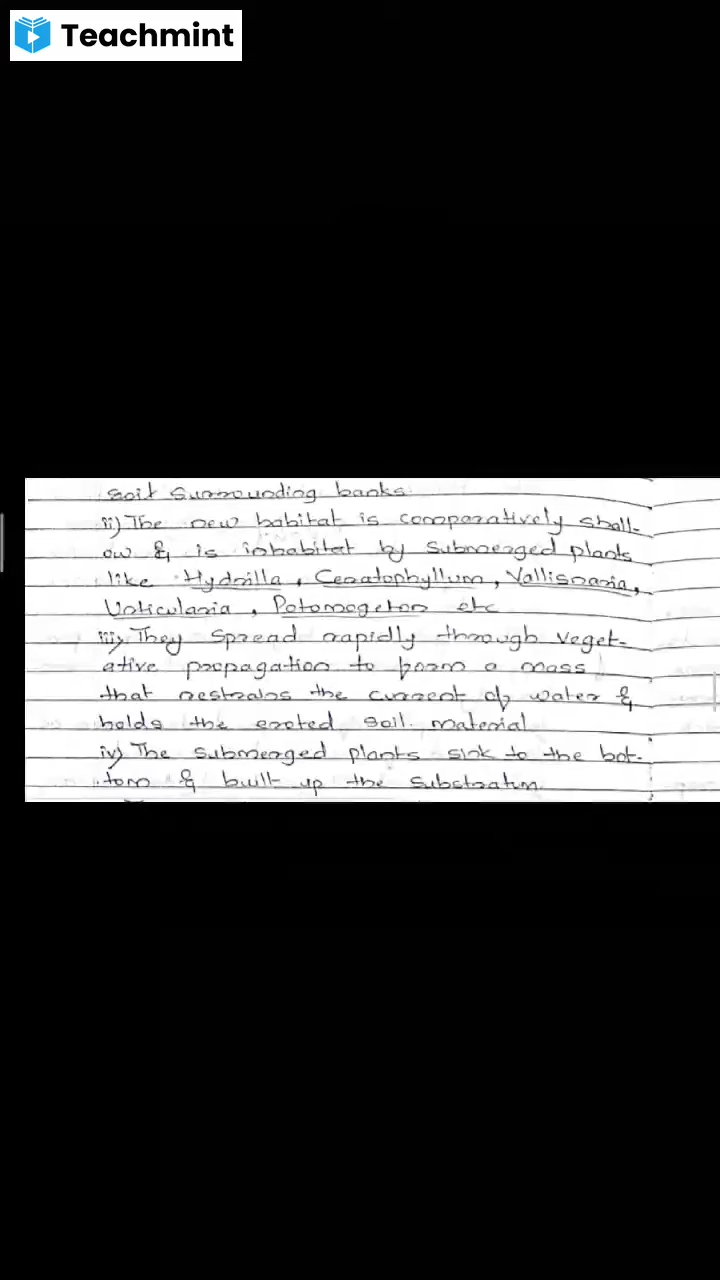 Teachmint
soil surrounding banks.
ii) The new habitat is comparatively shall-
ow & is inhabitat by submerged plants
like Hydrilla, Ceratophyllum, Vallisnaria,
Urticularia, Potomogeton etc
iii) They spread rapidly through veget-
ative propagation to form a mass
that restrains the current of water &
holds the eroted soil material
iv) The submerged plants sink to the bot-
tom & built up the substratum.